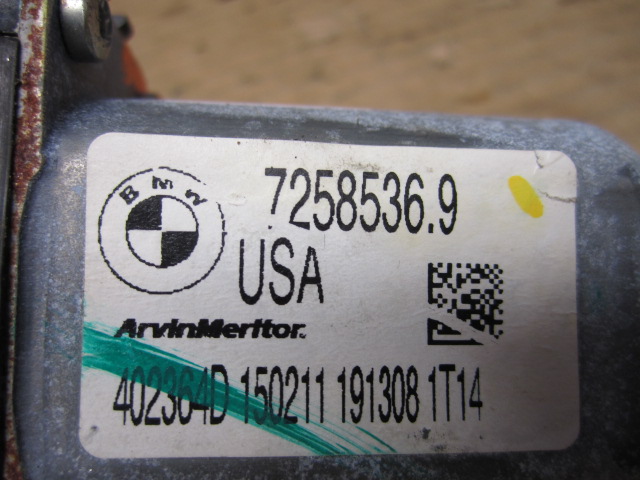 BMW
7258536.9
USA
ArvinMeritor
402364D 150211 191308 1T14